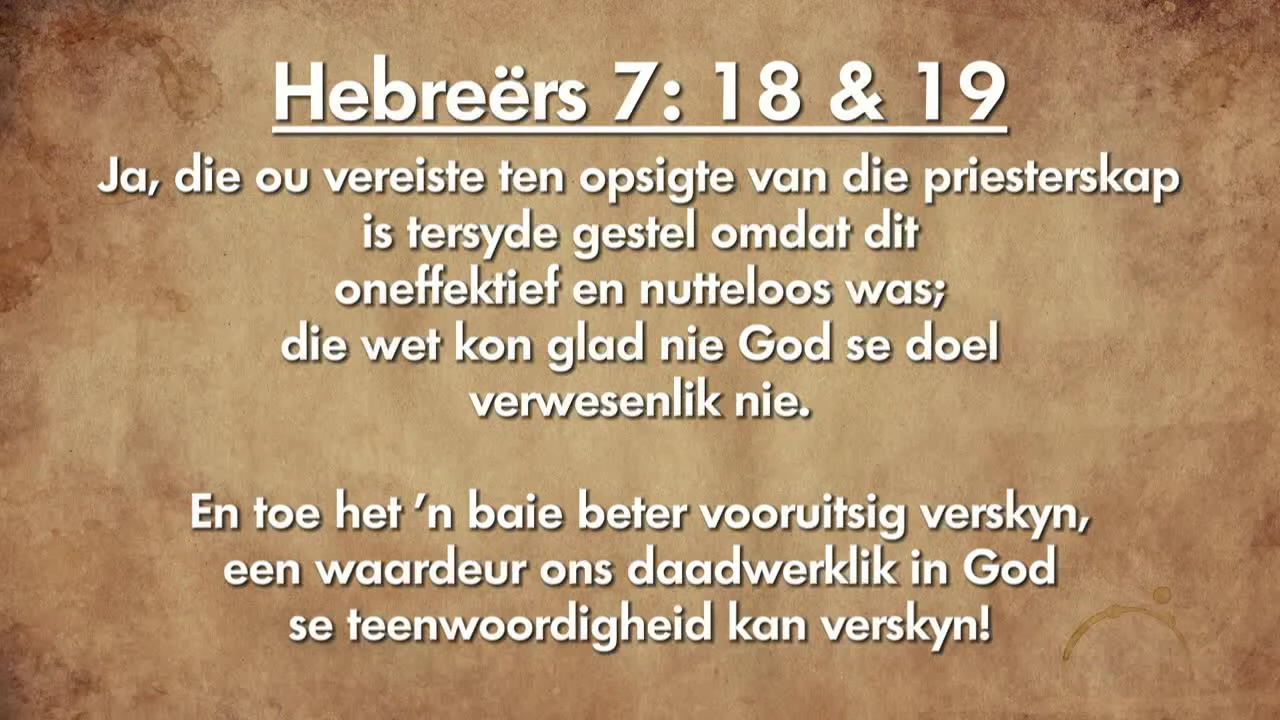 Hebreërs 7: 18 & 19
Ja, die ou vereiste ten opsigte van die priesterskap
is tersyde gestel omdat dit
oneffektief en nutteloos was;
die wet kon glad nie God se doel
verwesenlik nie.
En toe het ’n baie beter vooruitsig verskyn,
een waardeur ons daadwerklik in God
se teenwoordigheid kan verskyn!